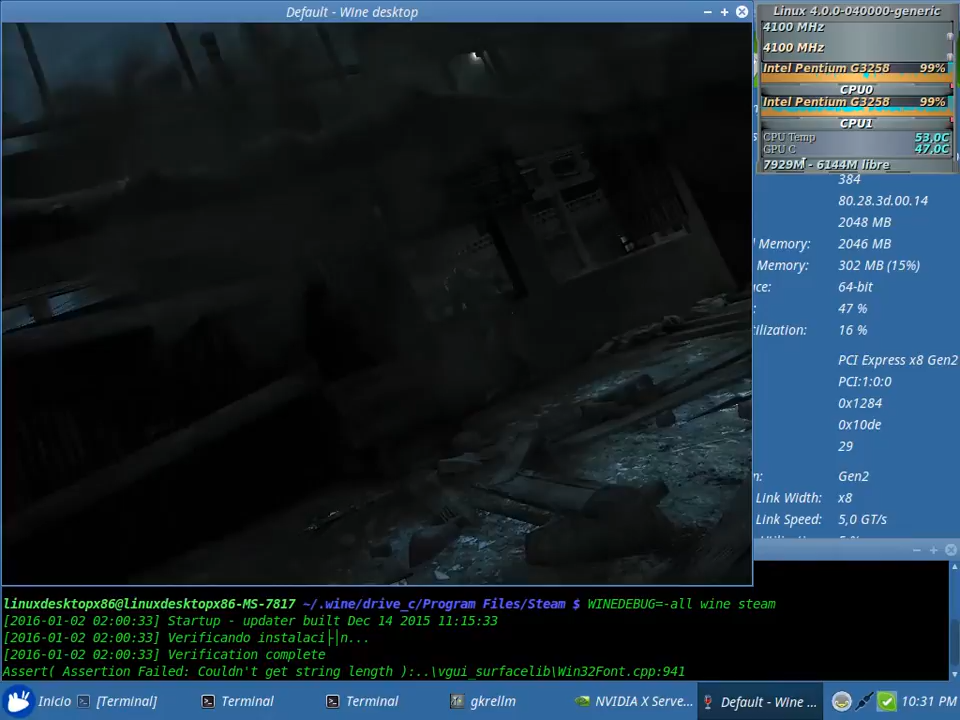 Default - Wine desktop
Linux 4.0.0-040000-generic
4100 MHz
4100 MHz
Intel Pentium G3258 99%
CPU0
Intel Pentium G3258 99%
CPU1
CPU Temp 53.0C
GPU C 47.0C
7929M - 6144M libre
384
80.28.3d.00.14
2048 MB
Memory: 2046 MB
Memory: 302 MB (15%)
ce: 64-bit
: 47 %
ilization: 16 %
PCI Express x8 Gen2
PCI:1:0:0
0x1284
0x10de
29
n: Gen2
Link Width: x8
Link Speed: 5,0 GT/s
linuxdesktopx86@linuxdesktopx86-MS-7817 ~/.wine/drive_c/Program Files/Steam $ WINEDEBUG=-all wine steam
[2016-01-02 02:00:33] Startup - updater built Dec 14 2015 11:15:33
[2016-01-02 02:00:33] Verificando instalaci├│n...
[2016-01-02 02:00:33] Verification complete
Assert( Assertion Failed: Couldn't get string length ):..\vgui_surfacelib\Win32Font.cpp:941
Inicio [Terminal] Terminal Terminal gkrellm NVIDIA X Serve... Default - Wine ... 10:31 PM